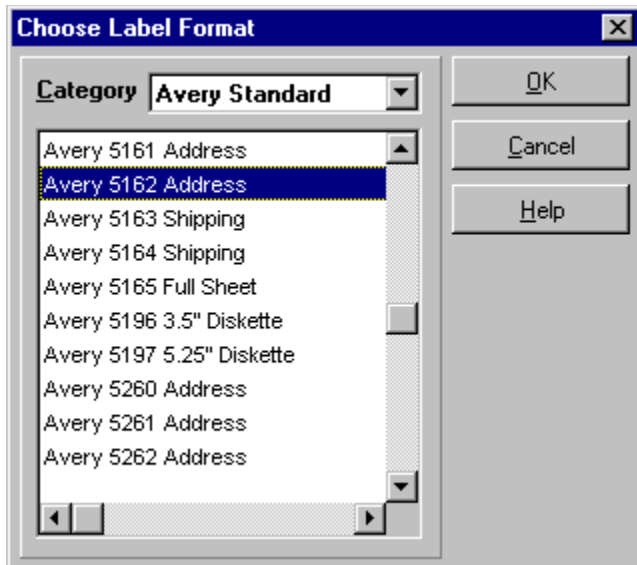 Choose Label Format
Category Avery Standard
OK
Cancel
Help
Avery 5161 Address
Avery 5162 Address
Avery 5163 Shipping
Avery 5164 Shipping
Avery 5165 Full Sheet
Avery 5196 3.5" Diskette
Avery 5197 5.25" Diskette
Avery 5260 Address
Avery 5261 Address
Avery 5262 Address